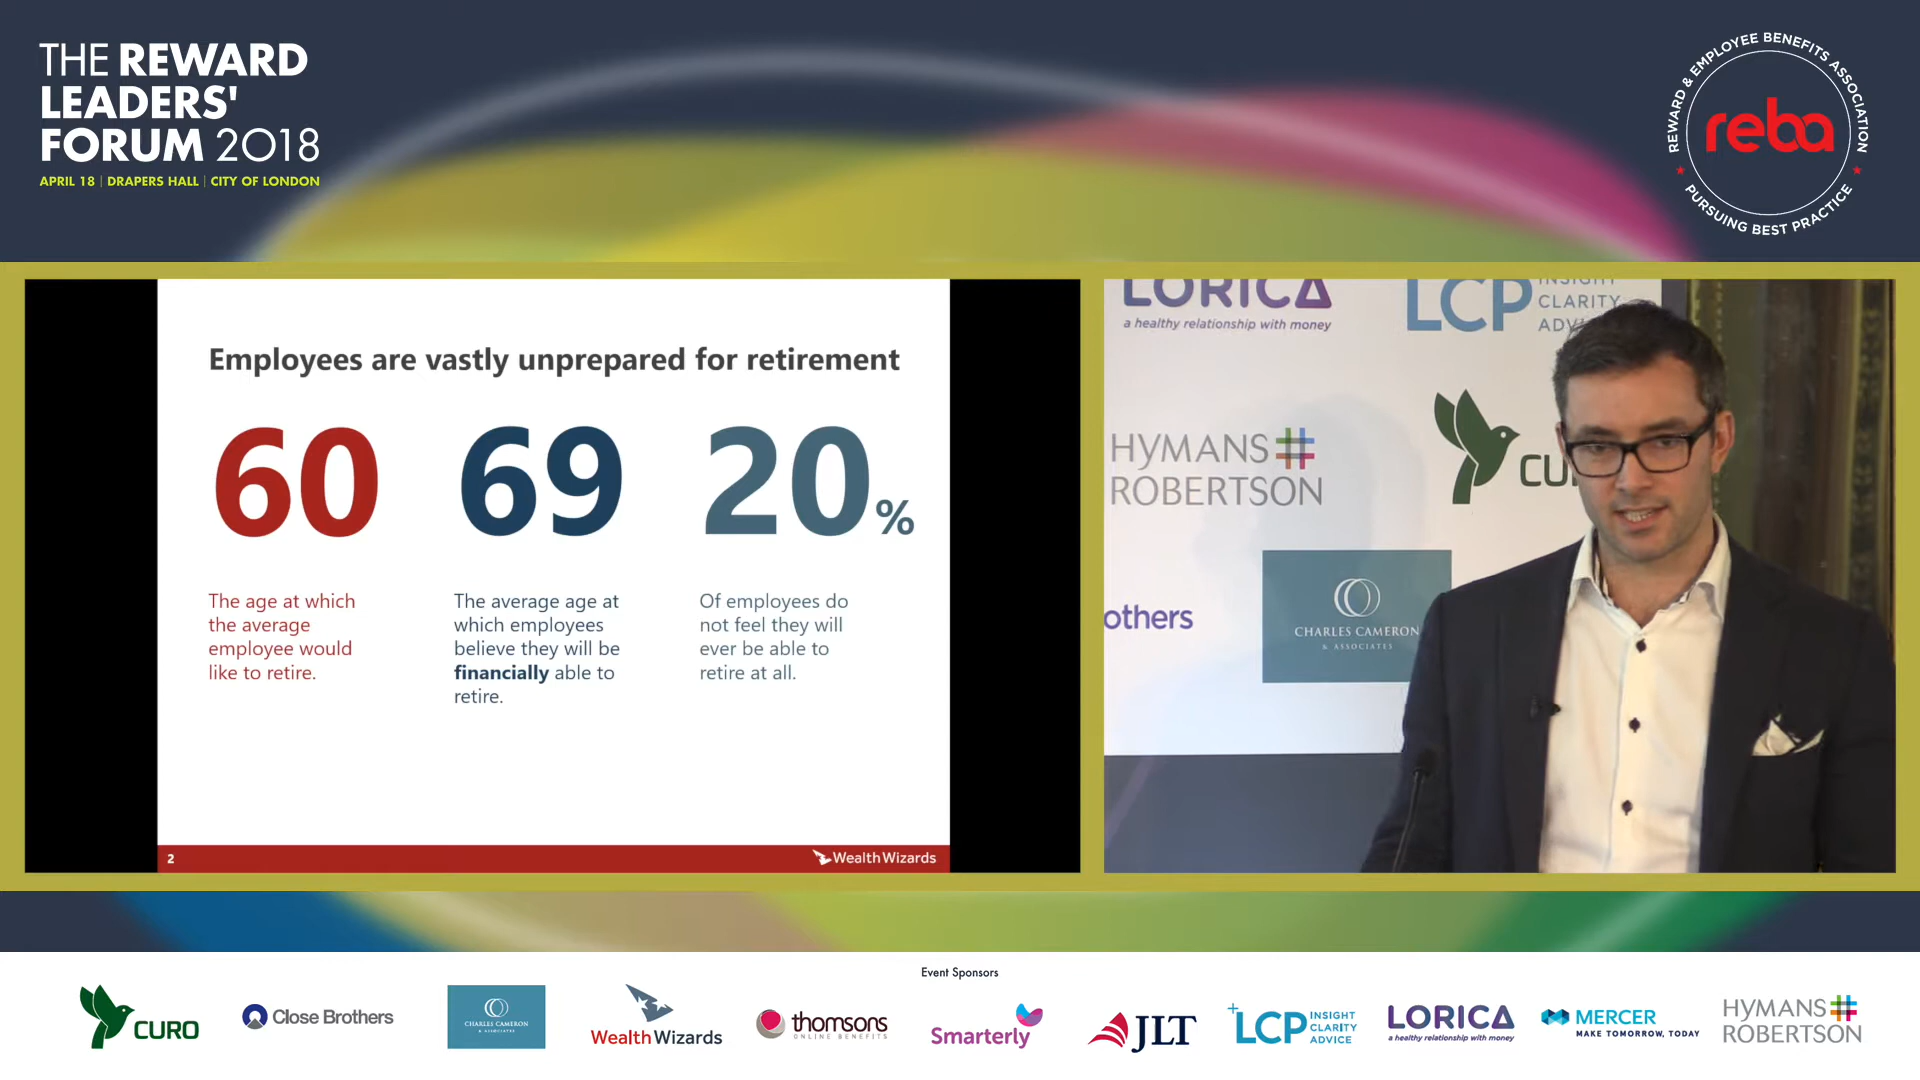 THE REWARD
LEADERS'
FORUM 2018
APRIL 18 | DRAPERS HALL | CITY OF LONDON
REWARD & EMPLOYEE BENEFITS ASSOCIATION
reba
PURSUING BEST PRACTICE
Employees are vastly unprepared for retirement
60
The age at which
the average
employee would
like to retire.
69
The average age at
which employees
believe they will be
financially able to
retire.
20%
Of employees do
not feel they will
ever be able to
retire at all.
2
WealthWizards
LORICA
a healthy relationship with money
LCP
INSIGHT
CLARITY
HYMANS
ROBERTSON
others
CHARLES CAMERON
& ASSOCIATES
Event Sponsors
CURO
Close Brothers
CHARLES CAMERON
& ASSOCIATES
WealthWizards
thomsons
ONLINE BENEFITS
Smarterly
JLT
LCP
INSIGHT
CLARITY
ADVICE
LORICA
a healthy relationship with money
MERCER
MAKE TOMORROW, TODAY
HYMANS
ROBERTSON